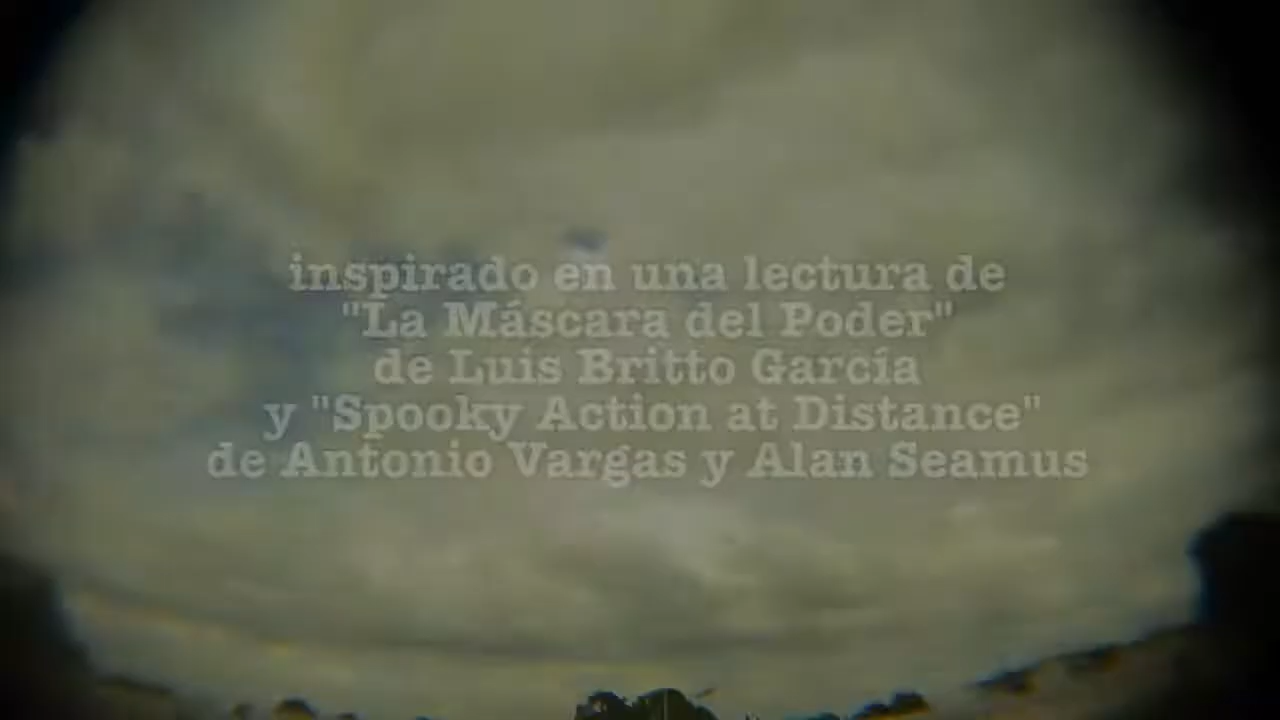 inspirado en una lectura de
"La Máscara del Poder"
de Luis Britto García
y "Spooky Action at Distance"
de Antonio Vargas y Alan Seamus